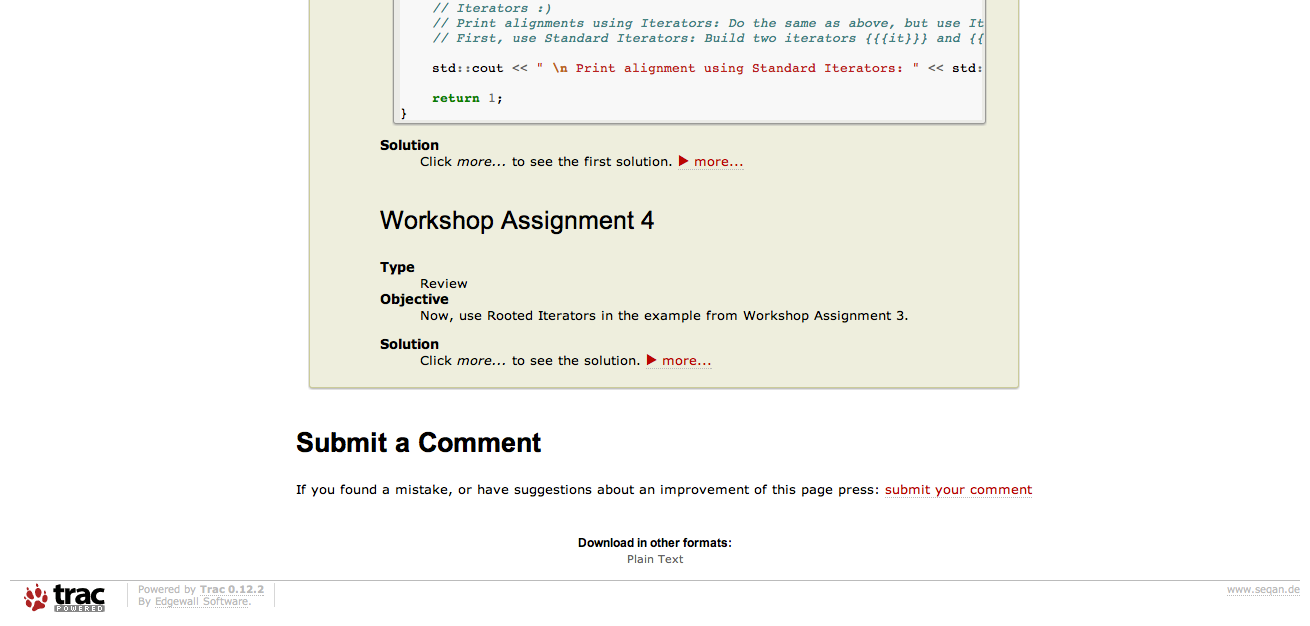 // Iterators :)
// Print alignments using Iterators: Do the same as above, but use It
// First, use Standard Iterators: Build two iterators {{{it}}} and {{
std::cout << " \n Print alignment using Standard Iterators: " << std:
return 1;
}
Solution
Click more... to see the first solution. ▶ more...
Workshop Assignment 4
Type
Review
Objective
Now, use Rooted Iterators in the example from Workshop Assignment 3.
Solution
Click more... to see the solution. ▶ more...
Submit a Comment
If you found a mistake, or have suggestions about an improvement of this page press: submit your comment
Download in other formats:
Plain Text
trac
POWERED
Powered by Trac 0.12.2
By Edgewall Software.
www.seqan.de